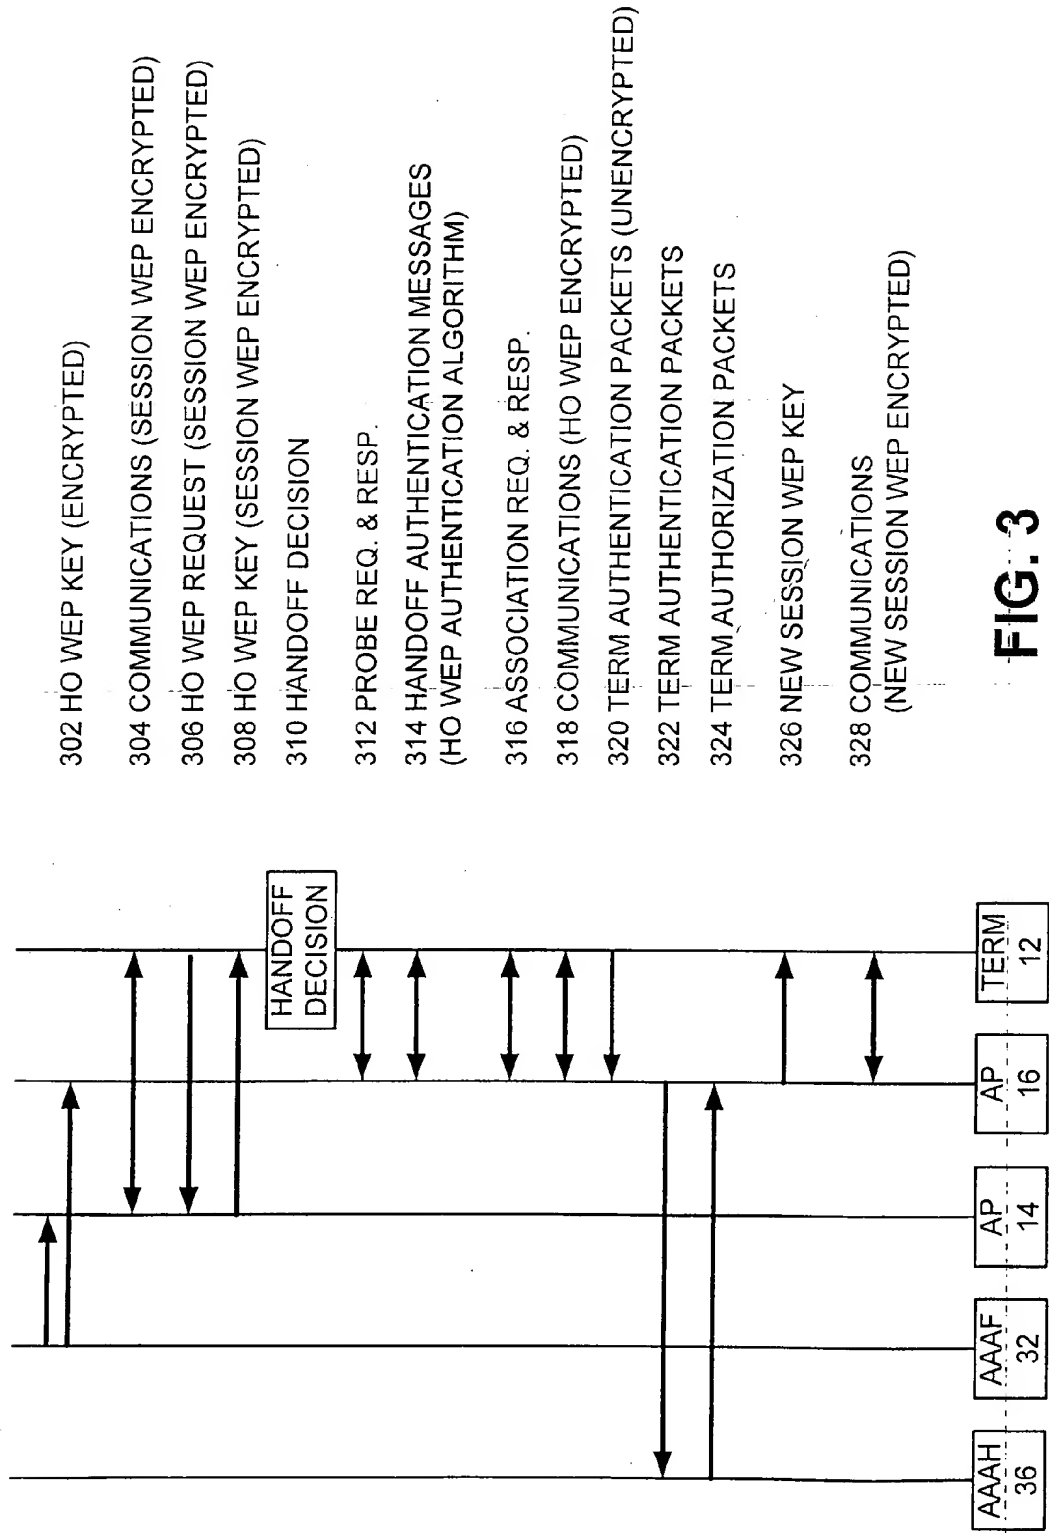 302 HO WEP KEY (ENCRYPTED)
304 COMMUNICATIONS (SESSION WEP ENCRYPTED)
306 HO WEP REQUEST (SESSION WEP ENCRYPTED)
308 HO WEP KEY (SESSION WEP ENCRYPTED)
310 HANDOFF DECISION
312 PROBE REQ. & RESP.
314 HANDOFF AUTHENTICATION MESSAGES
(HO WEP AUTHENTICATION ALGORITHM)
316 ASSOCIATION REQ. & RESP.
318 COMMUNICATIONS (HO WEP ENCRYPTED)
320 TERM AUTHENTICATION PACKETS (UNENCRYPTED)
322 TERM AUTHENTICATION PACKETS
324 TERM AUTHORIZATION PACKETS
326 NEW SESSION WEP KEY
328 COMMUNICATIONS
(NEW SESSION WEP ENCRYPTED)
HANDOFF
DECISION
AAAH
36
AAAF
32
AP
14
AP
16
TERM
12
FIG. 3